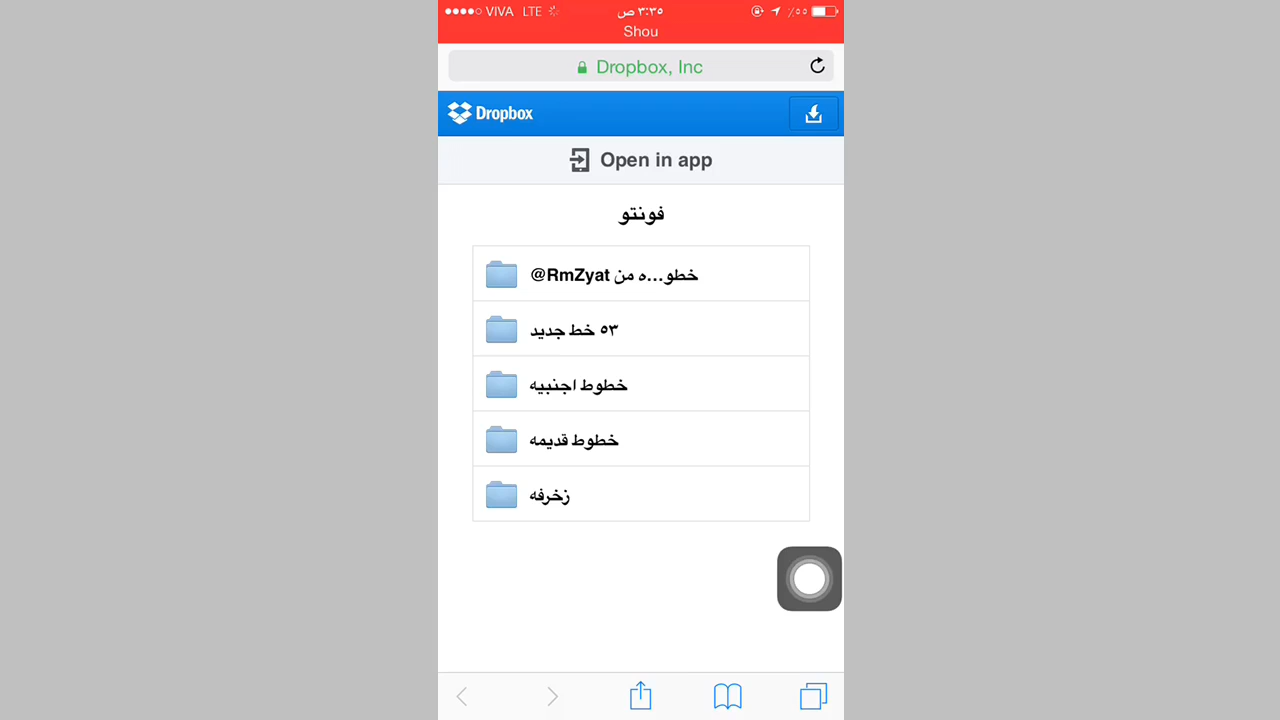 VIVA LTE ٣:٣٥ ص ٪٥٥
Shou
Dropbox, Inc
Dropbox
Open in app
فونتو
خطو...ه من @RmZyat
٥٣ خط جديد
خطوط اجنبيه
خطوط قديمه
زخرفه